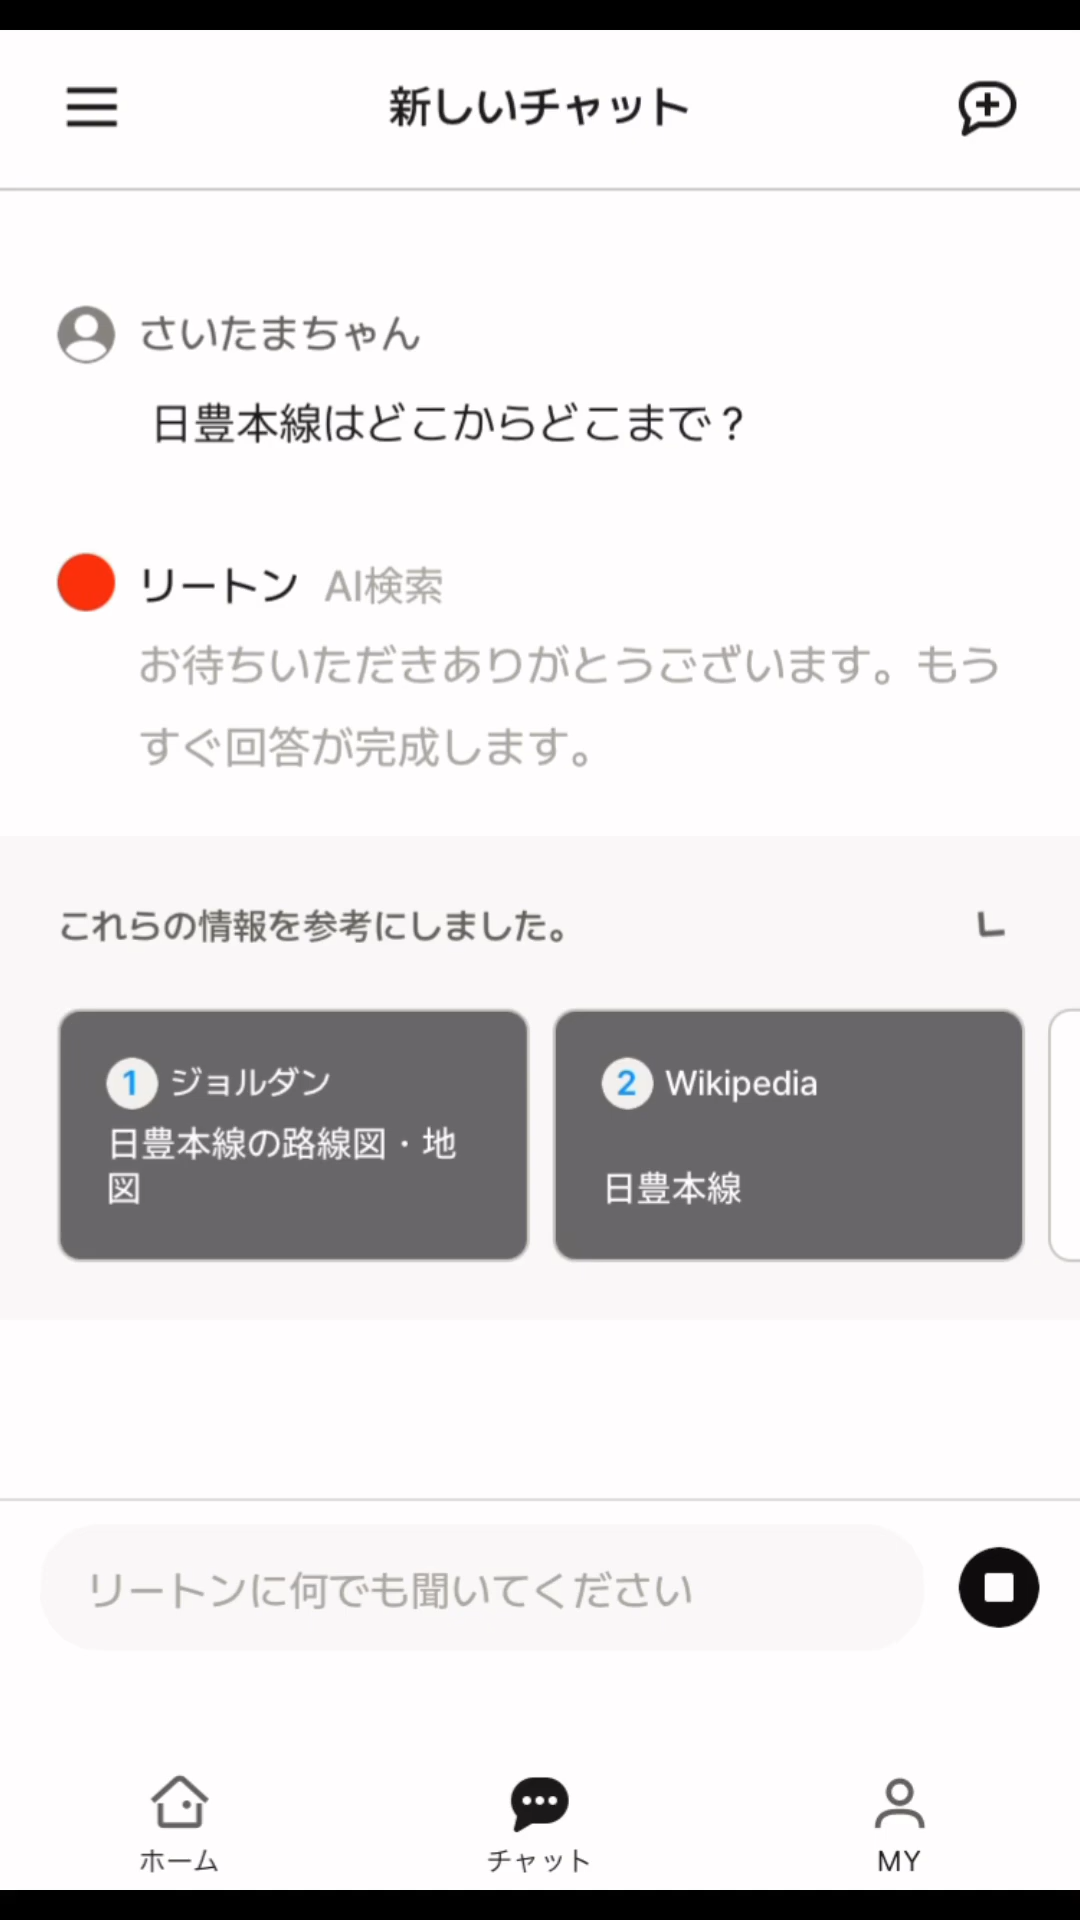 新しいチャット
さいたまちゃん
日豊本線はどこからどこまで？
リートン AI検索
お待ちいただきありがとうございます。もう
すぐ回答が完成します。
これらの情報を参考にしました。
1 ジョルダン
日豊本線の路線図・地
図
2 Wikipedia
日豊本線
リートンに何でも聞いてください
ホーム
チャット
MY